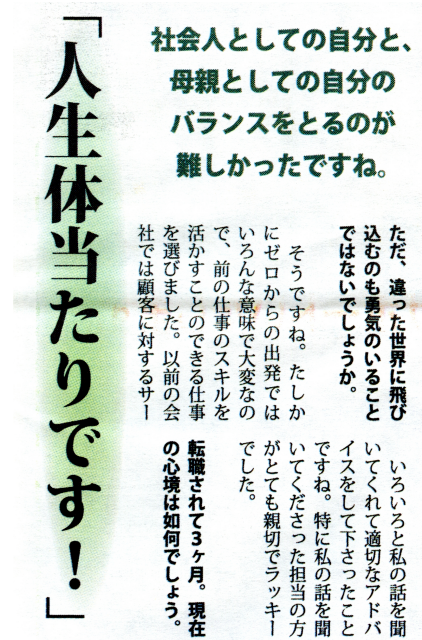 社会人としての自分と、
母親としての自分の
バランスをとるのが
難しかったですね。
「人生体当たりです！」
ただ、違った世界に飛び
込むのも勇気のいること
ではないでしょうか。
そうですね。たしか
にゼロからの出発では
いろんな意味で大変なの
で、前の仕事のスキルを
活かすことのできる仕事
を選びました。以前の会
社では顧客に対するサー
いろいろと私の話を聞
いてくれて適切なアドバ
イスをして下さったこと
ですね。特に私の話を聞
いてくださった担当の方
がとても親切でラッキー
でした。
転職されて3ヶ月。現在
の心境は如何でしょう。